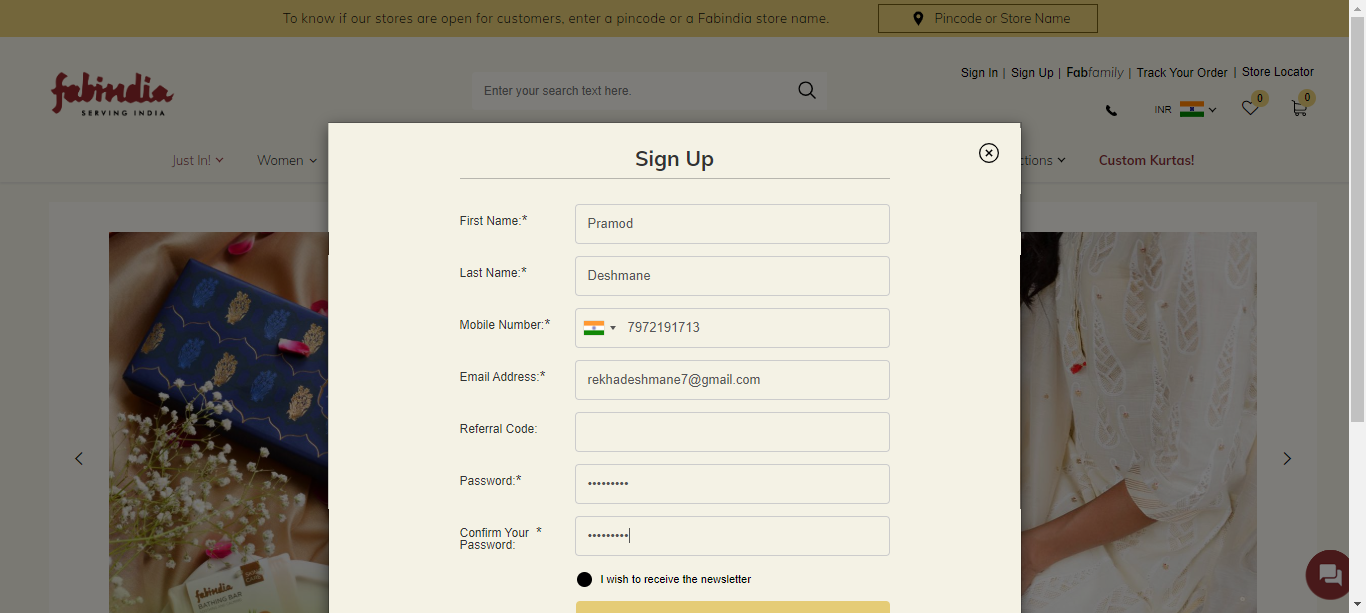 To know if our stores are open for customers, enter a pincode or a Fabindia store name.
Pincode or Store Name
Sign In | Sign Up | Fabfamily | Track Your Order | Store Locator
fabindia
SERVING INDIA
Enter your search text here.
INR
0
0
Just In!
Women
ctions
Custom Kurtas!
Sign Up
First Name:*
Pramod
Last Name:*
Deshmane
Mobile Number:*
7972191713
Email Address:*
rekhadeshmane7@gmail.com
Referral Code:
Password:*
•••••••••
Confirm Your *
Password:
•••••••••
I wish to receive the newsletter
fabindia
BATHING BAR